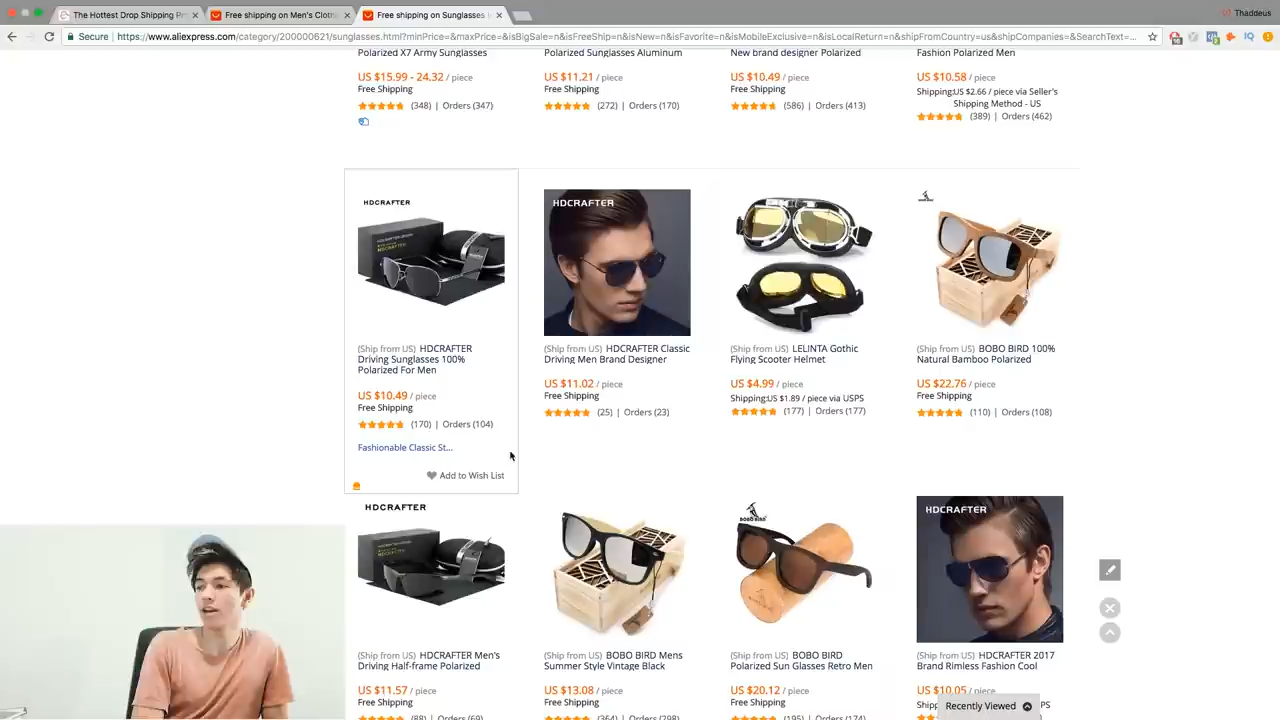 The Hottest Drop Shipping Pr
Free shipping on Men's Cloth
Free shipping on Sunglasses
Thaddeus
Secure | https://www.aliexpress.com/category/200000621/sunglasses.html?minPrice=&maxPrice=&isBigSale=n&isFreeShip=n&isNew=n&isFavorite=n&isMobileExclusive=n&isLocalReturn=n&shipFromCountry=us&shipCompanies=&SearchText=...
Polarized X7 Army Sunglasses
US $15.99 - 24.32 / piece
Free Shipping
(348) | Orders (347)
Polarized Sunglasses Aluminum
US $11.21 / piece
Free Shipping
(272) | Orders (170)
New brand designer Polarized
US $10.49 / piece
Free Shipping
(586) | Orders (413)
Fashion Polarized Men
US $10.58 / piece
Shipping:US $2.66 / piece via Seller's
Shipping Method - US
(389) | Orders (462)
HDCRAFTER
(Ship from US) HDCRAFTER
Driving Sunglasses 100%
Polarized For Men
US $10.49 / piece
Free Shipping
(170) | Orders (104)
Fashionable Classic St...
Add to Wish List
HDCRAFTER
(Ship from US) HDCRAFTER Classic
Driving Men Brand Designer
US $11.02 / piece
Free Shipping
(25) | Orders (23)
(Ship from US) LELINTA Gothic
Flying Scooter Helmet
US $4.99 / piece
Shipping:US $1.89 / piece via USPS
(177) | Orders (177)
(Ship from US) BOBO BIRD 100%
Natural Bamboo Polarized
US $22.76 / piece
Free Shipping
(110) | Orders (108)
HDCRAFTER
(Ship from US) HDCRAFTER Men's
Driving Half-frame Polarized
US $11.57 / piece
(88) | Orders (69)
(Ship from US) BOBO BIRD Mens
Summer Style Vintage Black
US $13.08 / piece
(364) | Orders (298)
BOBO BIRD
(Ship from US) BOBO BIRD
Polarized Sun Glasses Retro Men
US $20.12 / piece
(195) | Orders (174)
HDCRAFTER
(Ship from US) HDCRAFTER 2017
Brand Rimless Fashion Cool
US $10.05 / piece
Recently Viewed